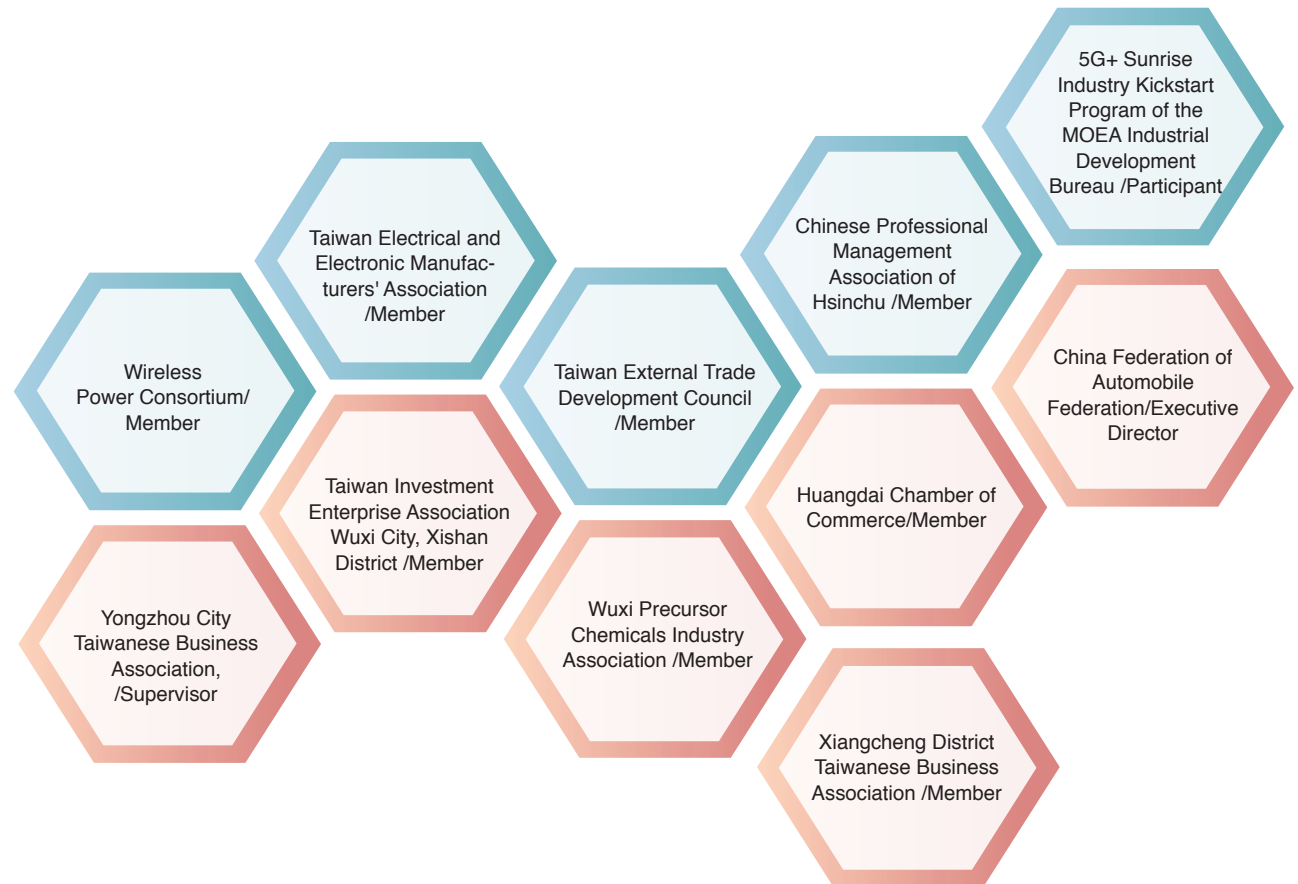 5G+ Sunrise
Industry Kickstart
Program of the
MOEA Industrial
Development
Bureau /Participant
Taiwan Electrical and
Electronic Manufac-
turers' Association
/Member
Chinese Professional
Management
Association of
Hsinchu /Member
Wireless
Power Consortium/
Member
Taiwan External Trade
Development Council
/Member
China Federation of
Automobile
Federation/Executive
Director
Taiwan Investment
Enterprise Association
Wuxi City, Xishan
District /Member
Huangdai Chamber of
Commerce/Member
Yongzhou City
Taiwanese Business
Association,
/Supervisor
Wuxi Precursor
Chemicals Industry
Association /Member
Xiangcheng District
Taiwanese Business
Association /Member